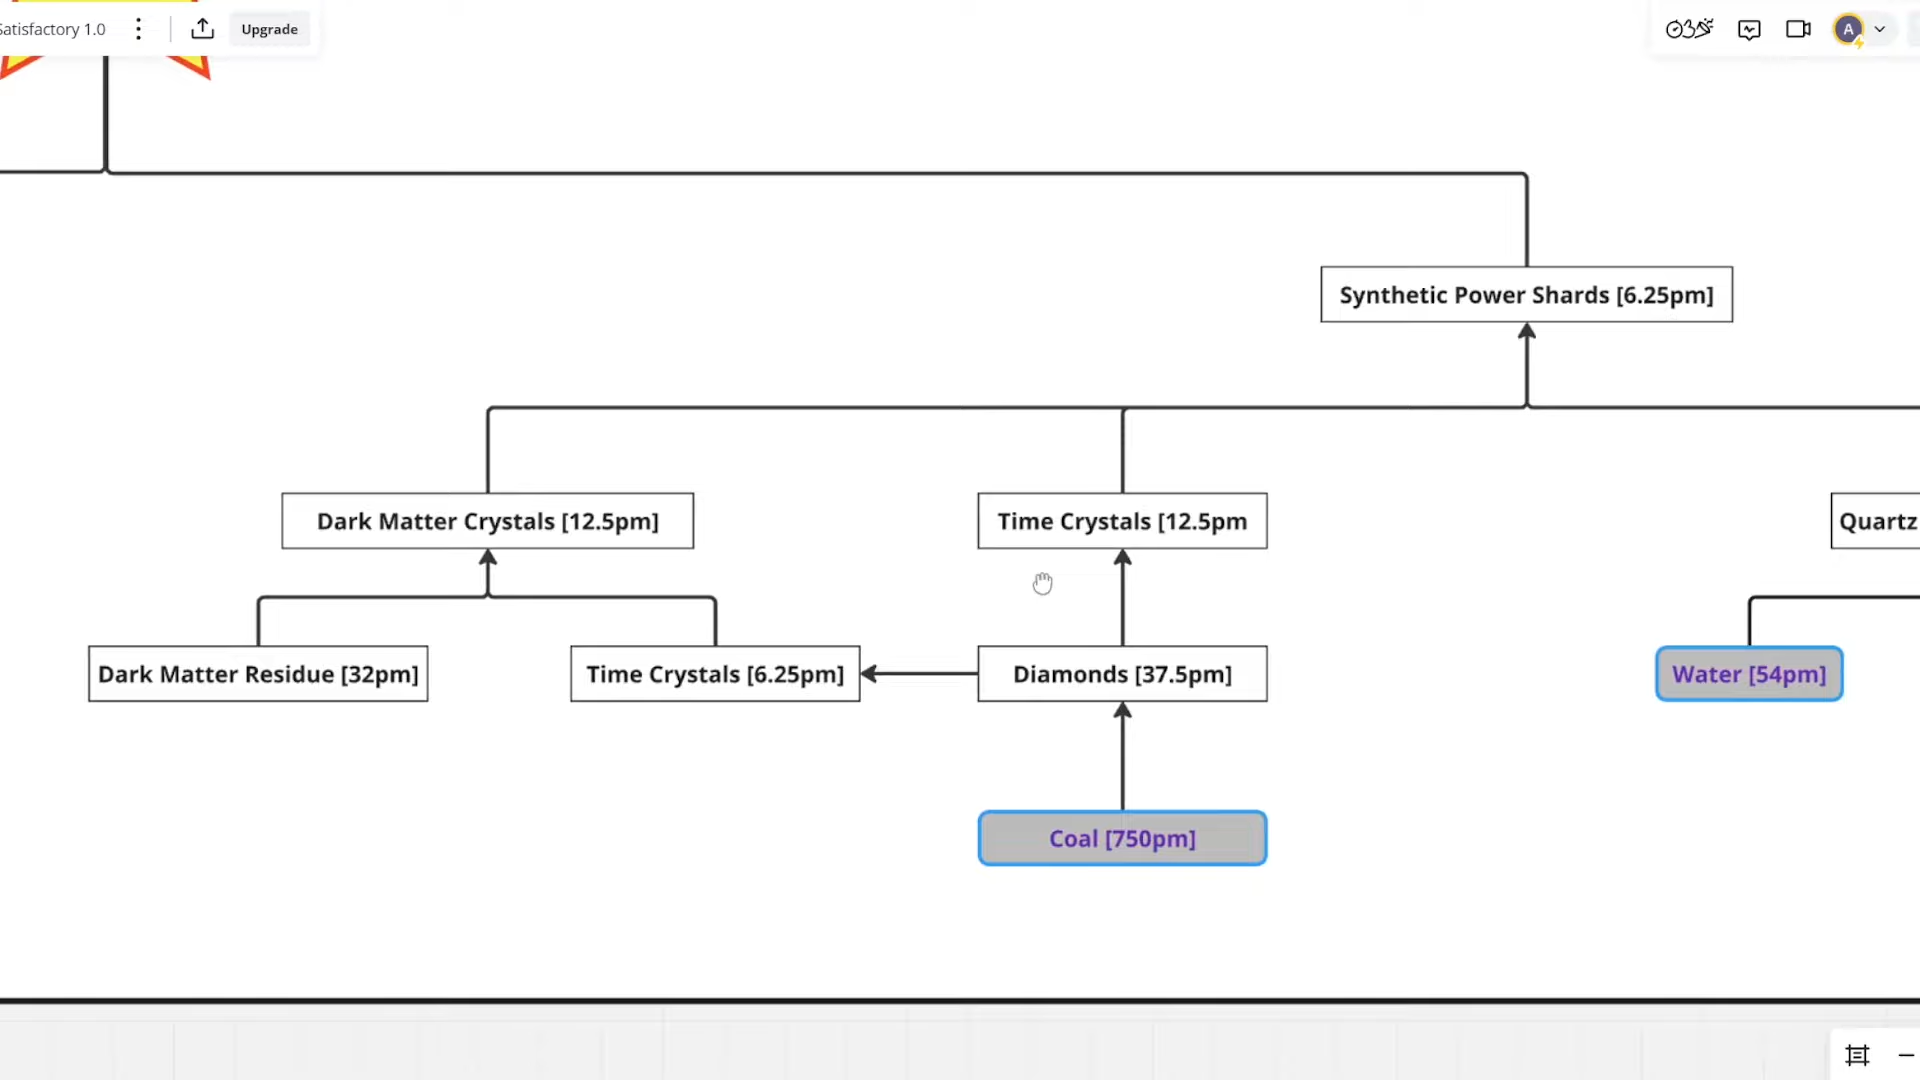 Satisfactory 1.0
Upgrade
A
Synthetic Power Shards [6.25pm]
Dark Matter Crystals [12.5pm]
Time Crystals [12.5pm
Quartz
Dark Matter Residue [32pm]
Time Crystals [6.25pm]
Diamonds [37.5pm]
Water [54pm]
Coal [750pm]